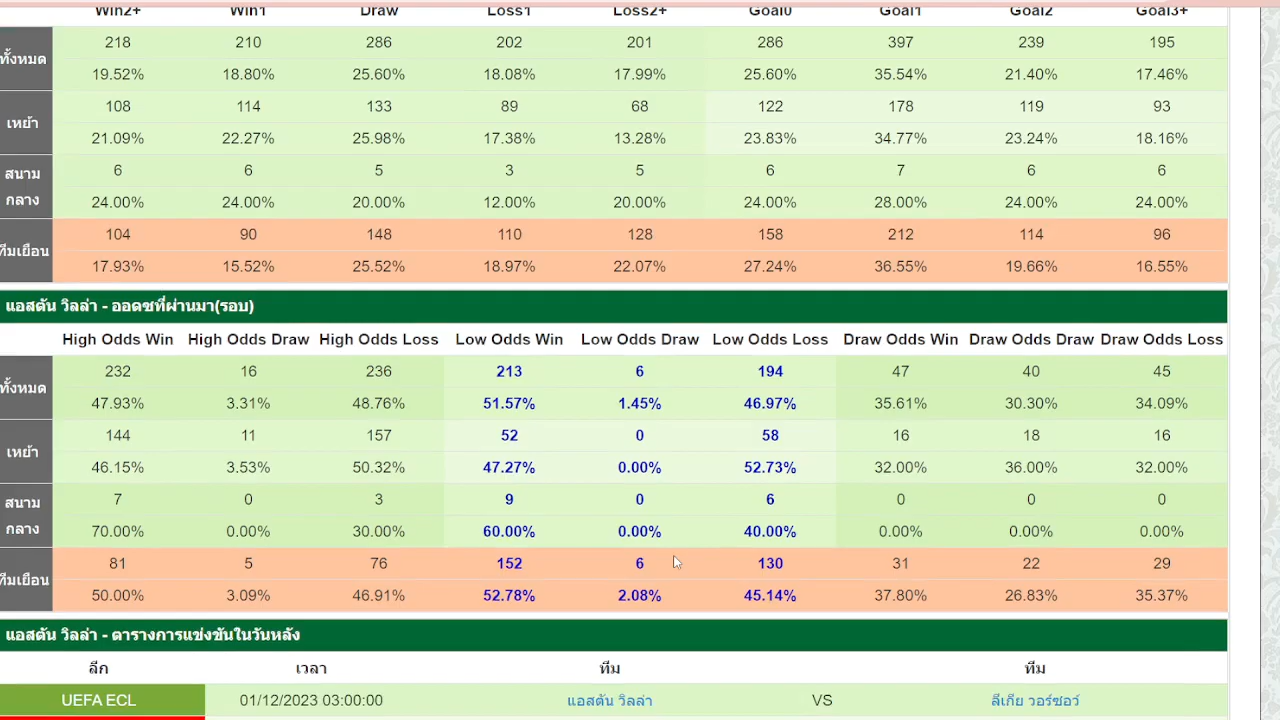 Win2+ Win1 Draw Loss1 Loss2+ Goal0 Goal1 Goal2 Goal3+
218 210 286 202 201 286 397 239 195
ทั้งหมด
19.52% 18.80% 25.60% 18.08% 17.99% 25.60% 35.54% 21.40% 17.46%
108 114 133 89 68 122 178 119 93
เหย้า
21.09% 22.27% 25.98% 17.38% 13.28% 23.83% 34.77% 23.24% 18.16%
6 6 5 3 5 6 7 6 6
สนาม
กลาง
24.00% 24.00% 20.00% 12.00% 20.00% 24.00% 28.00% 24.00% 24.00%
104 90 148 110 128 158 212 114 96
ทีมเยือน
17.93% 15.52% 25.52% 18.97% 22.07% 27.24% 36.55% 19.66% 16.55%
แอสตัน วิลล่า - ออดซที่ผ่านมา(รอบ)
High Odds Win High Odds Draw High Odds Loss Low Odds Win Low Odds Draw Low Odds Loss Draw Odds Win Draw Odds Draw Draw Odds Loss
232 16 236 213 6 194 47 40 45
ทั้งหมด
47.93% 3.31% 48.76% 51.57% 1.45% 46.97% 35.61% 30.30% 34.09%
144 11 157 52 0 58 16 18 16
เหย้า
46.15% 3.53% 50.32% 47.27% 0.00% 52.73% 32.00% 36.00% 32.00%
7 0 3 9 0 6 0 0 0
สนาม
กลาง
70.00% 0.00% 30.00% 60.00% 0.00% 40.00% 0.00% 0.00% 0.00%
81 5 76 152 6 130 31 22 29
ทีมเยือน
50.00% 3.09% 46.91% 52.78% 2.08% 45.14% 37.80% 26.83% 35.37%
แอสตัน วิลล่า - ตารางการแข่งขันในวันหลัง
ลีก เวลา ทีม ทีม
UEFA ECL 01/12/2023 03:00:00 แอสตัน วิลล่า VS ลีเกีย วอร์ซอว์